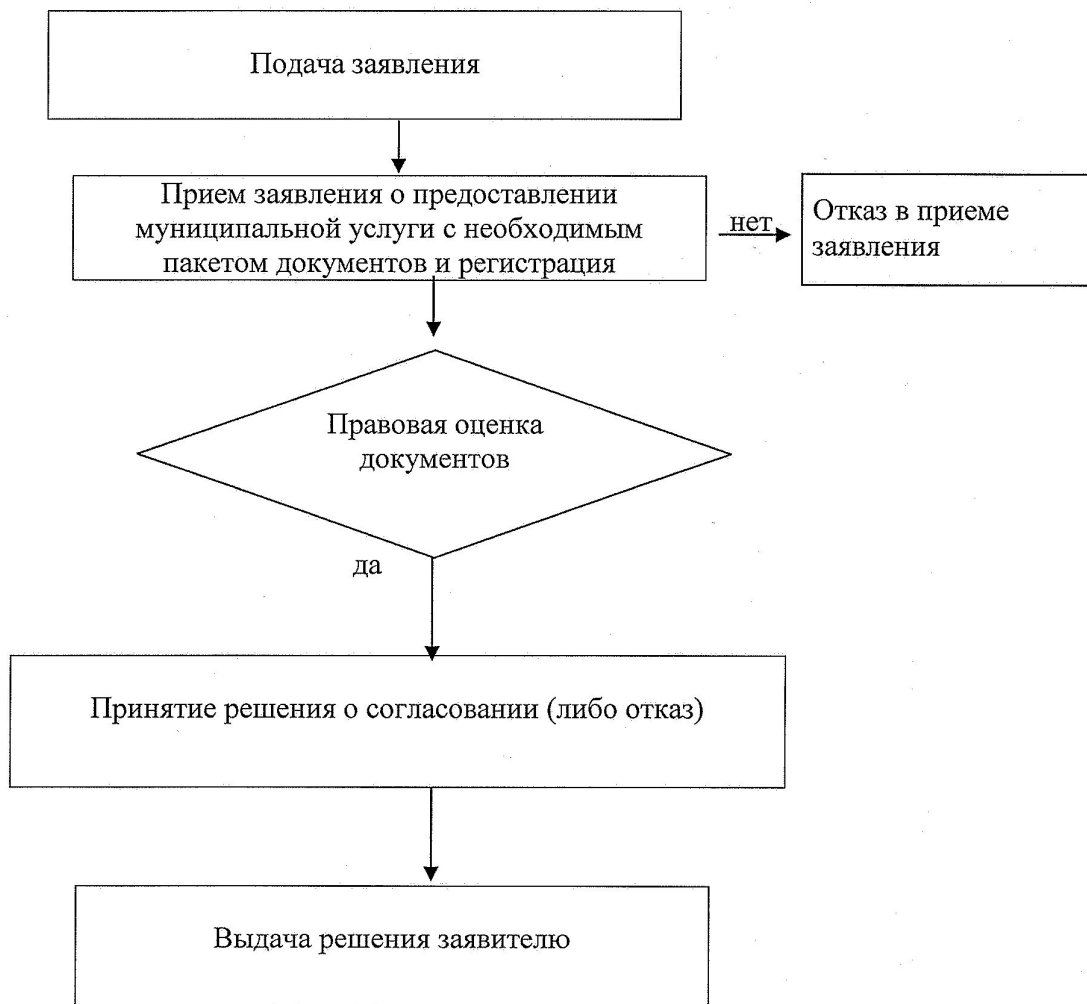 Подача заявления
Прием заявления о предоставлении
муниципальной услуги с необходимым
пакетом документов и регистрация
нет
Отказ в приеме
заявления
Правовая оценка
документов
да
Принятие решения о согласовании (либо отказ)
Выдача решения заявителю